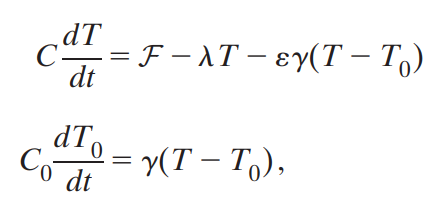 C dT/dt = ℱ − λT − εγ(T − T₀)
C₀ dT₀/dt = γ(T − T₀),